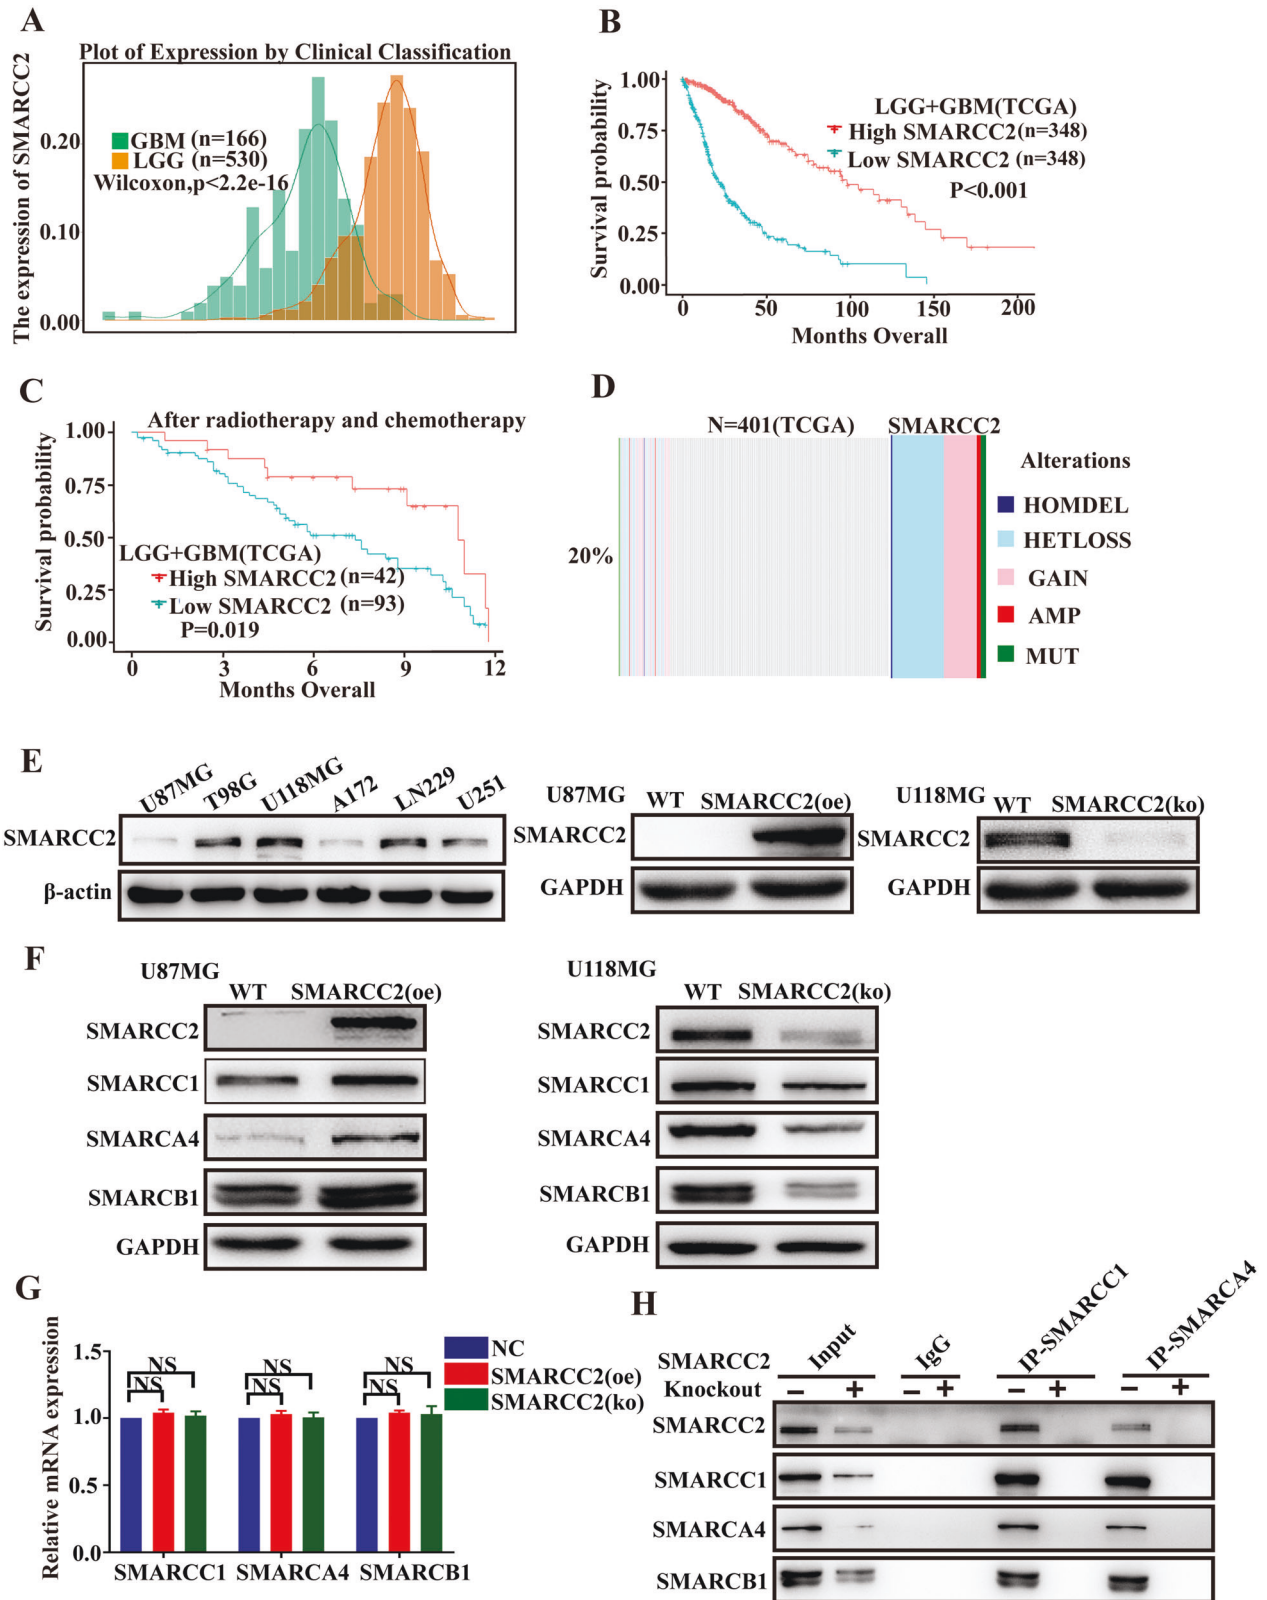 A
Plot of Expression by Clinical Classification
The expression of SMARCC2
0.20
0.10
0.00
GBM (n=166)
LGG (n=530)
Wilcoxon,p<2.2e-16
B
Survival probability
1.00
0.75
0.50
0.25
0.00
LGG+GBM(TCGA)
High SMARCC2(n=348)
Low SMARCC2 (n=348)
P<0.001
0 50 100 150 200
Months Overall
C
After radiotherapy and chemotherapy
Survival probability
1.00
0.75
0.50
0.25
0.00
LGG+GBM(TCGA)
High SMARCC2 (n=42)
Low SMARCC2 (n=93)
P=0.019
0 3 6 9 12
Months Overall
D
N=401(TCGA) SMARCC2
20%
Alterations
HOMDEL
HETLOSS
GAIN
AMP
MUT
E
U87MG T98G U118MG A172 LN229 U251
SMARCC2
β-actin
U87MG WT SMARCC2(oe)
SMARCC2
GAPDH
U118MG WT SMARCC2(ko)
SMARCC2
GAPDH
F
U87MG
WT SMARCC2(oe)
SMARCC2
SMARCC1
SMARCA4
SMARCB1
GAPDH
U118MG
WT SMARCC2(ko)
SMARCC2
SMARCC1
SMARCA4
SMARCB1
GAPDH
G
Relative mRNA expression
1.5
1.0
0.5
0.0
NS NS NS
NS NS NS
NC
SMARCC2(oe)
SMARCC2(ko)
SMARCC1 SMARCA4 SMARCB1
H
Input IgG IP-SMARCC1 IP-SMARCA4
SMARCC2
Knockout − + − + − + − +
SMARCC2
SMARCC1
SMARCA4
SMARCB1